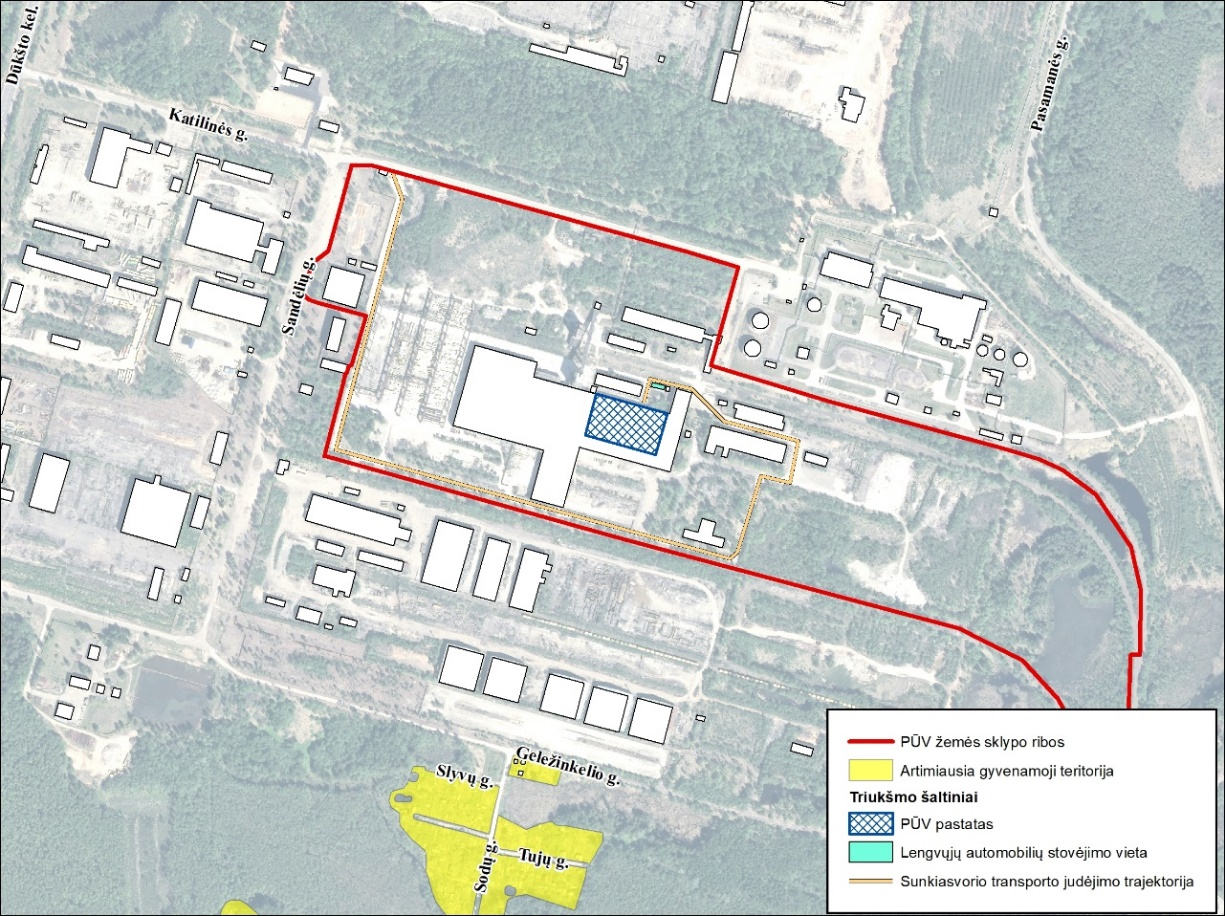 Dūkšto kel.
Katilinės g.
Pasamanės g.
Sandėlių g.
Geležinkelio g.
Slyvų g.
Tujų g.
Sodų g.
PŪV žemės sklypo ribos
Artimiausia gyvenamoji teritorija
Triukšmo šaltiniai
PŪV pastatas
Lengvųjų automobilių stovėjimo vieta
Sunkiasvorio transporto judėjimo trajektorija